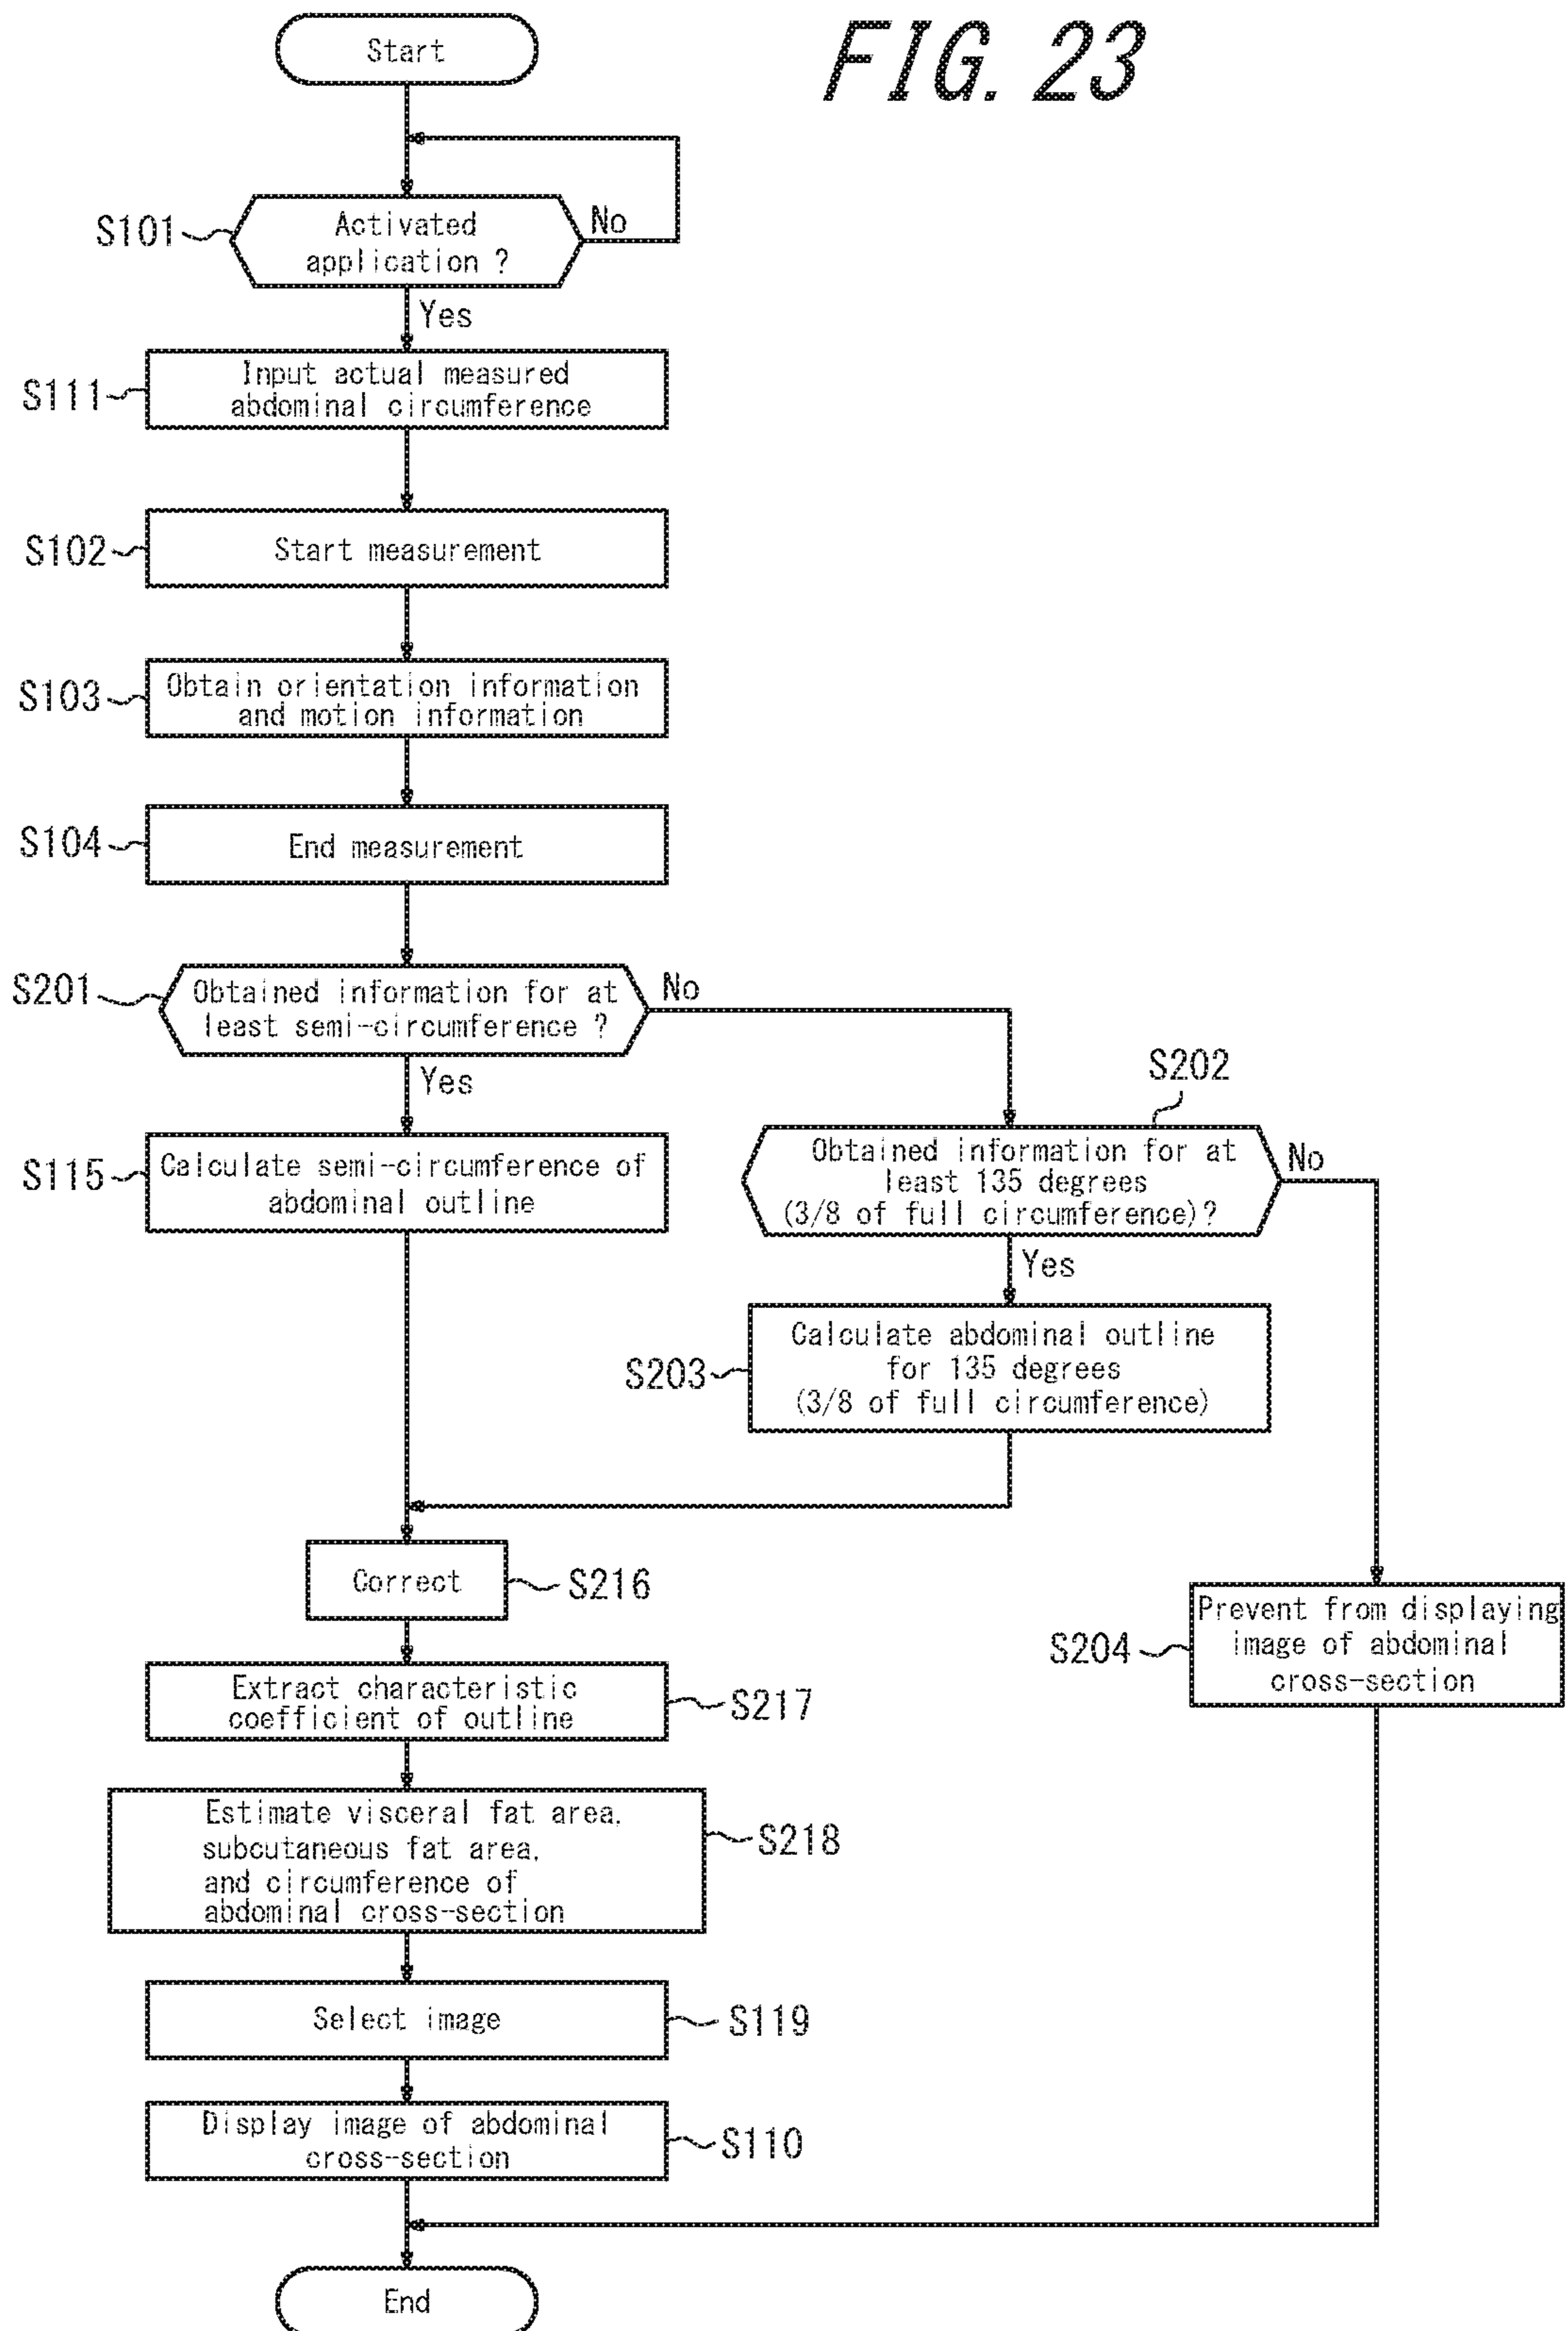 FIG. 23
Start
S101
Activated
application ?
No
Yes
S111
Input actual measured
abdominal circumference
S102
Start measurement
S103
Obtain orientation information
and motion information
S104
End measurement
S201
Obtained information for at
least semi-circumference ?
No
Yes
S202
Obtained information for at
least 135 degrees
(3/8 of full circumference)?
No
Yes
S115
Calculate semi-circumference of
abdominal outline
S203
Calculate abdominal outline
for 135 degrees
(3/8 of full circumference)
Correct
S216
S204
Prevent from displaying
image of abdominal
cross-section
Extract characteristic
coefficient of outline
S217
Estimate visceral fat area,
subcutaneous fat area,
and circumference of
abdominal cross-section
S218
Select image
S119
Display image of abdominal
cross-section
S110
End